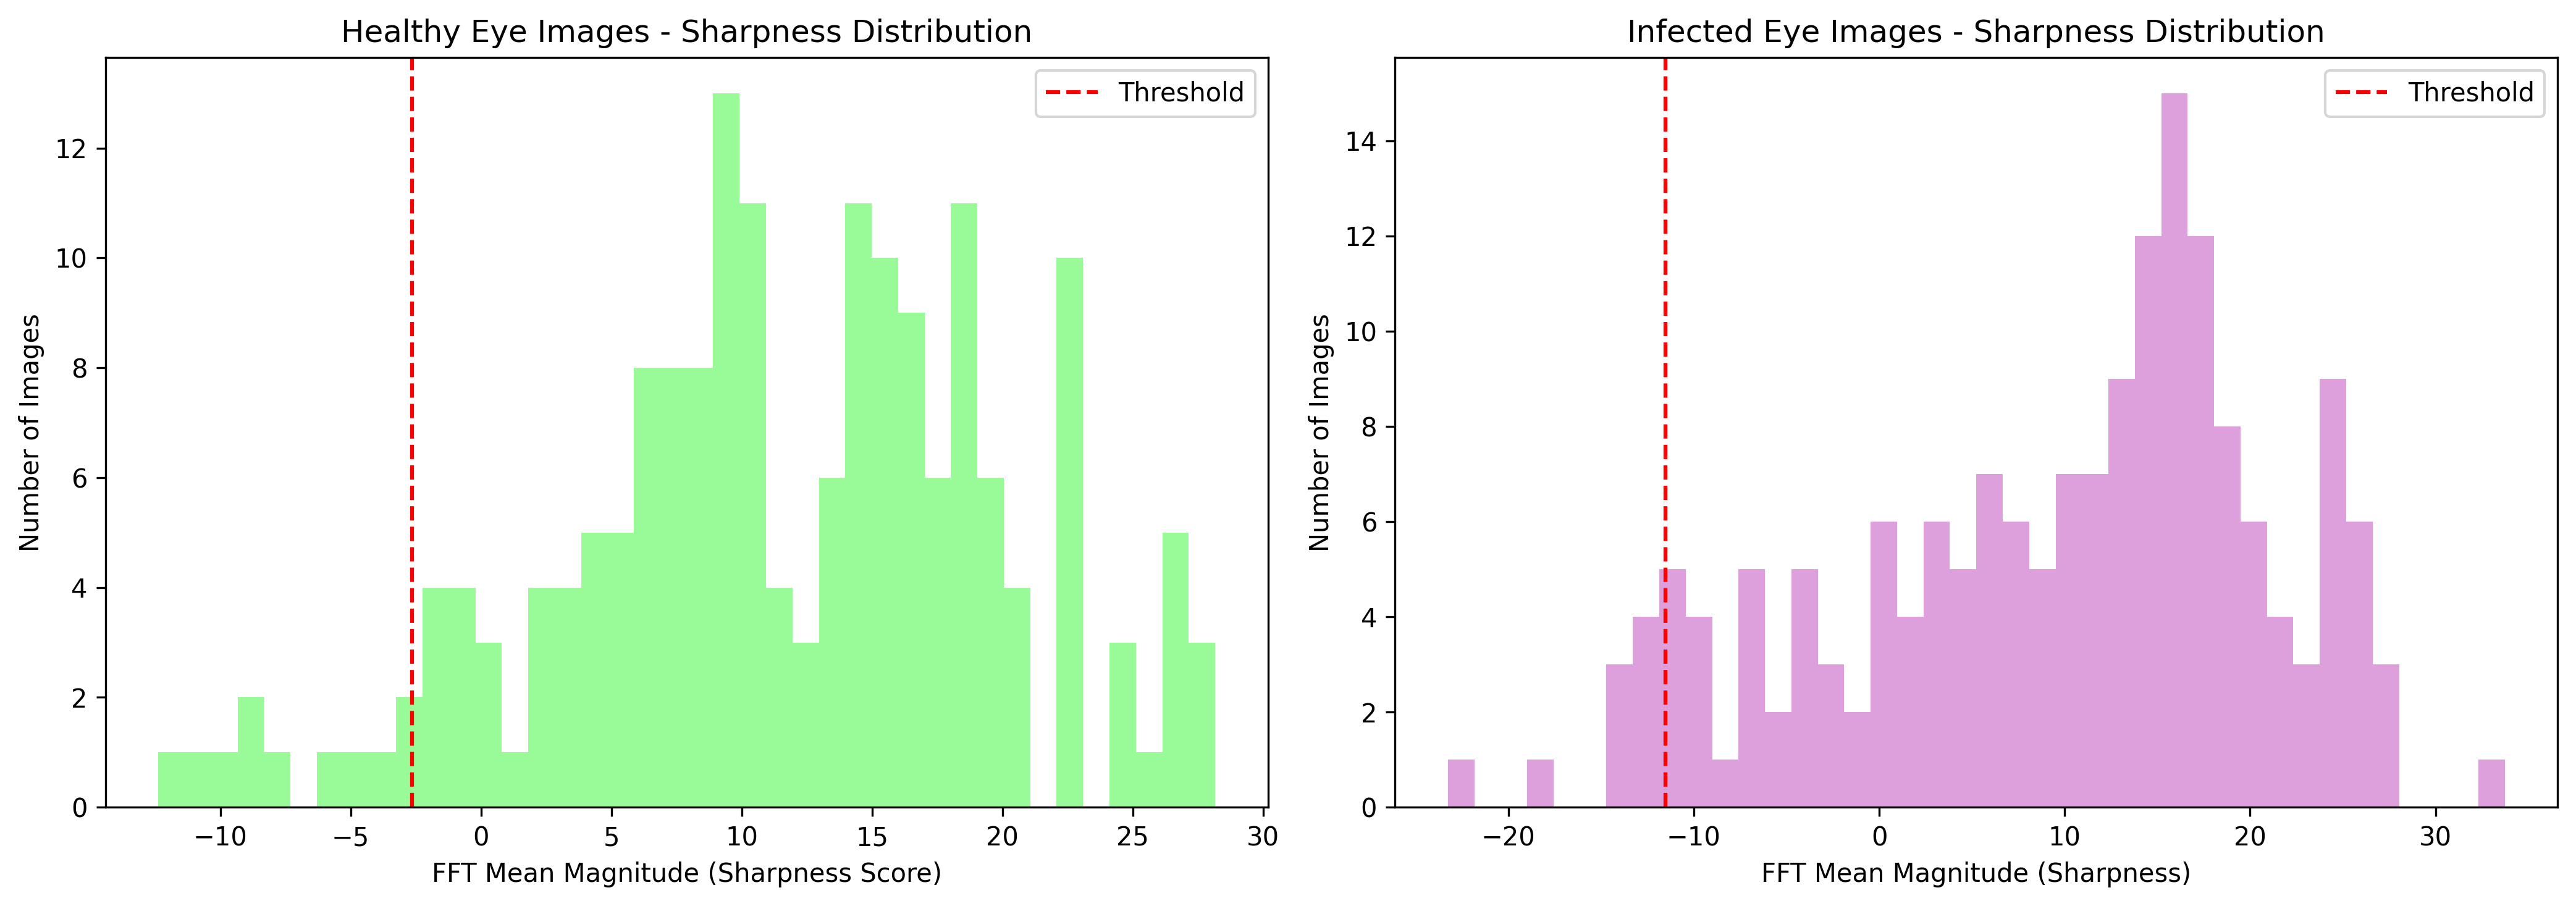 Healthy Eye Images - Sharpness Distribution
Threshold
Number of Images
12
10
8
6
4
2
0
−10 −5 0 5 10 15 20 25 30
FFT Mean Magnitude (Sharpness Score)
Infected Eye Images - Sharpness Distribution
Threshold
Number of Images
14
12
10
8
6
4
2
0
−20 −10 0 10 20 30
FFT Mean Magnitude (Sharpness)